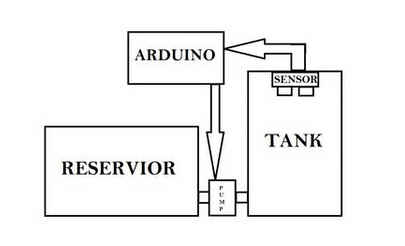 ARDUINO
SENSOR
TANK
RESERVIOR
PUMP